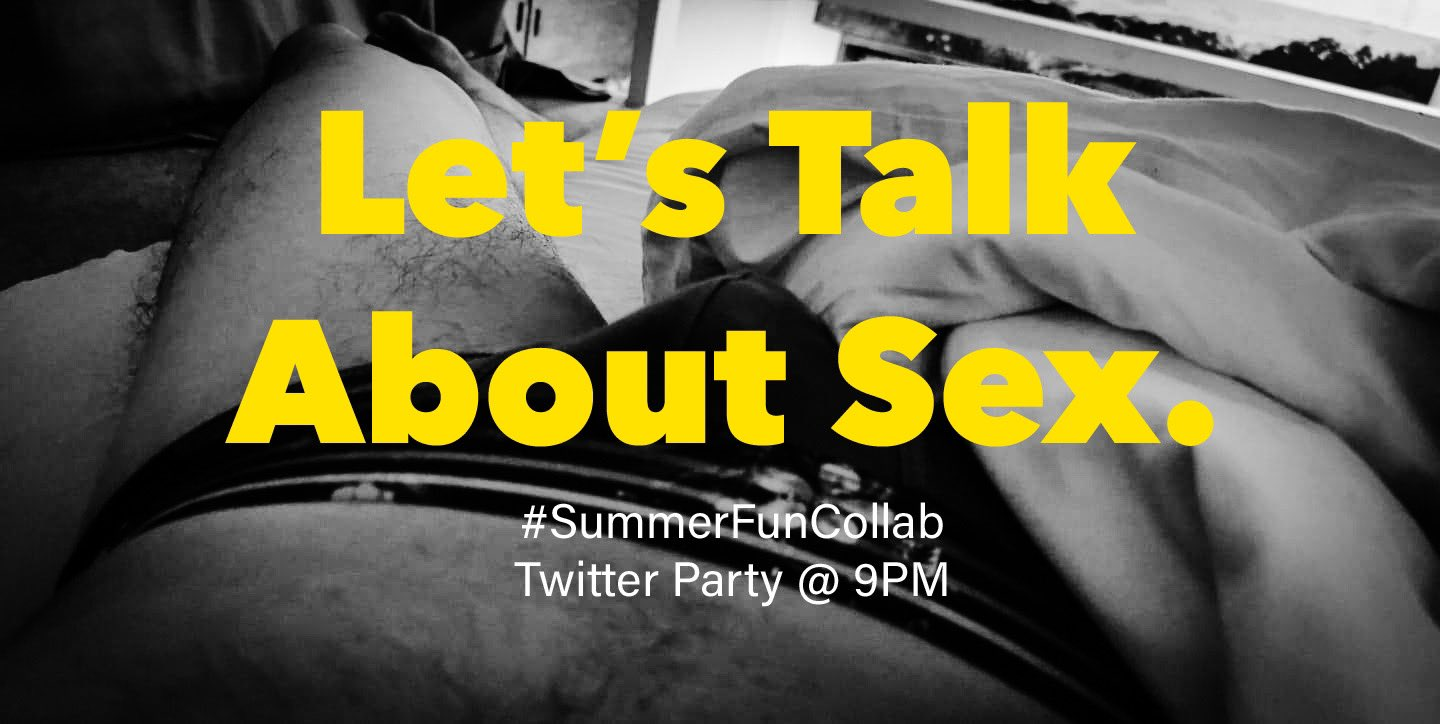 Let’s Talk
About Sex.
#SummerFunCollab
Twitter Party @ 9PM